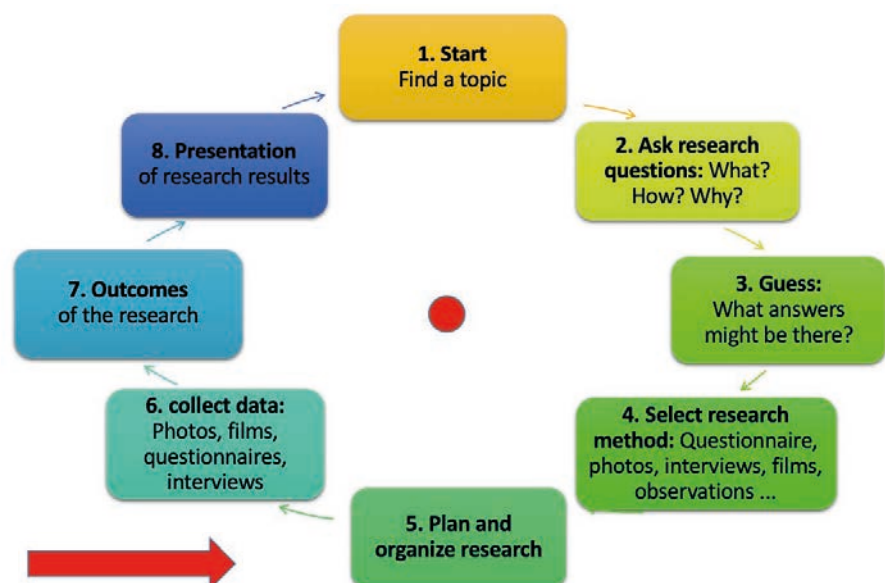 1. Start
Find a topic
2. Ask research
questions: What?
How? Why?
3. Guess:
What answers
might be there?
4. Select research
method: Questionnaire,
photos, interviews, films,
observations ...
5. Plan and
organize research
6. collect data:
Photos, films,
questionnaires,
interviews
7. Outcomes
of the research
8. Presentation
of research results